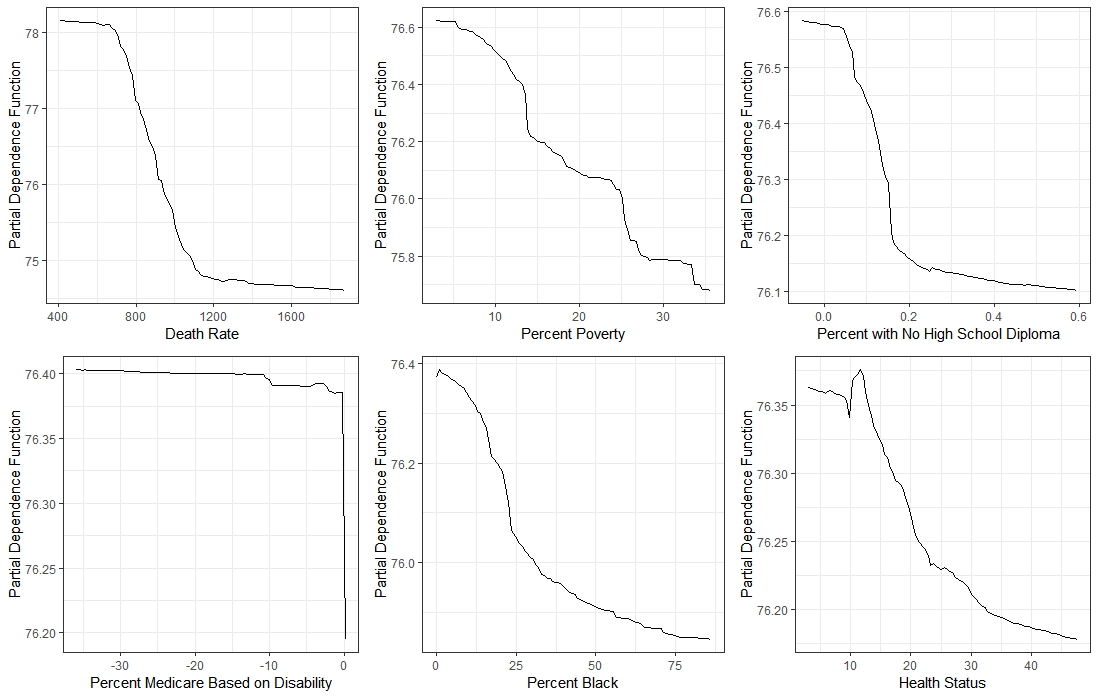 78
77
76
75
Partial Dependence Function
400 800 1200 1600
Death Rate
76.6
76.4
76.2
76.0
75.8
Partial Dependence Function
10 20 30
Percent Poverty
76.6
76.5
76.4
76.3
76.2
76.1
Partial Dependence Function
0.0 0.2 0.4 0.6
Percent with No High School Diploma
76.40
76.35
76.30
76.25
76.20
Partial Dependence Function
-30 -20 -10 0
Percent Medicare Based on Disability
76.4
76.2
76.0
Partial Dependence Function
0 25 50 75
Percent Black
76.35
76.30
76.25
76.20
Partial Dependence Function
10 20 30 40
Health Status